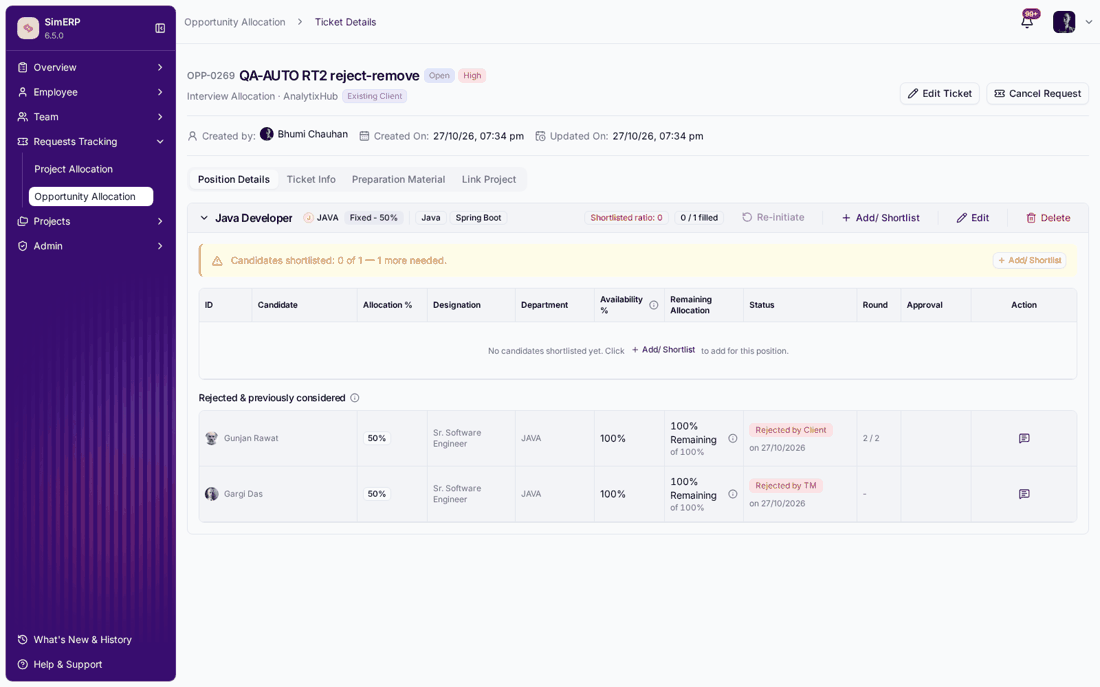 SimERP
6.5.0
Overview
Employee
Team
Requests Tracking
Project Allocation
Opportunity Allocation
Projects
Admin
What's New & History
Help & Support
Opportunity Allocation > Ticket Details
99+
OPP-0269 QA-AUTO RT2 reject-remove Open High
Interview Allocation · AnalytixHub Existing Client
Edit Ticket Cancel Request
Created by: Bhumi Chauhan Created On: 27/10/26, 07:34 pm Updated On: 27/10/26, 07:34 pm
Position Details Ticket Info Preparation Material Link Project
Java Developer JAVA Fixed - 50% Java Spring Boot Shortlisted ratio: 0 0 / 1 filled Re-initiate + Add/ Shortlist Edit Delete
Candidates shortlisted: 0 of 1 — 1 more needed. + Add/ Shortlist
ID Candidate Allocation % Designation Department Availability % Remaining Allocation Status Round Approval Action
No candidates shortlisted yet. Click + Add/ Shortlist to add for this position.
Rejected & previously considered
Gunjan Rawat 50% Sr. Software Engineer JAVA 100% 100% Remaining of 100% Rejected by Client on 27/10/2026 2 / 2
Gargi Das 50% Sr. Software Engineer JAVA 100% 100% Remaining of 100% Rejected by TM on 27/10/2026 -